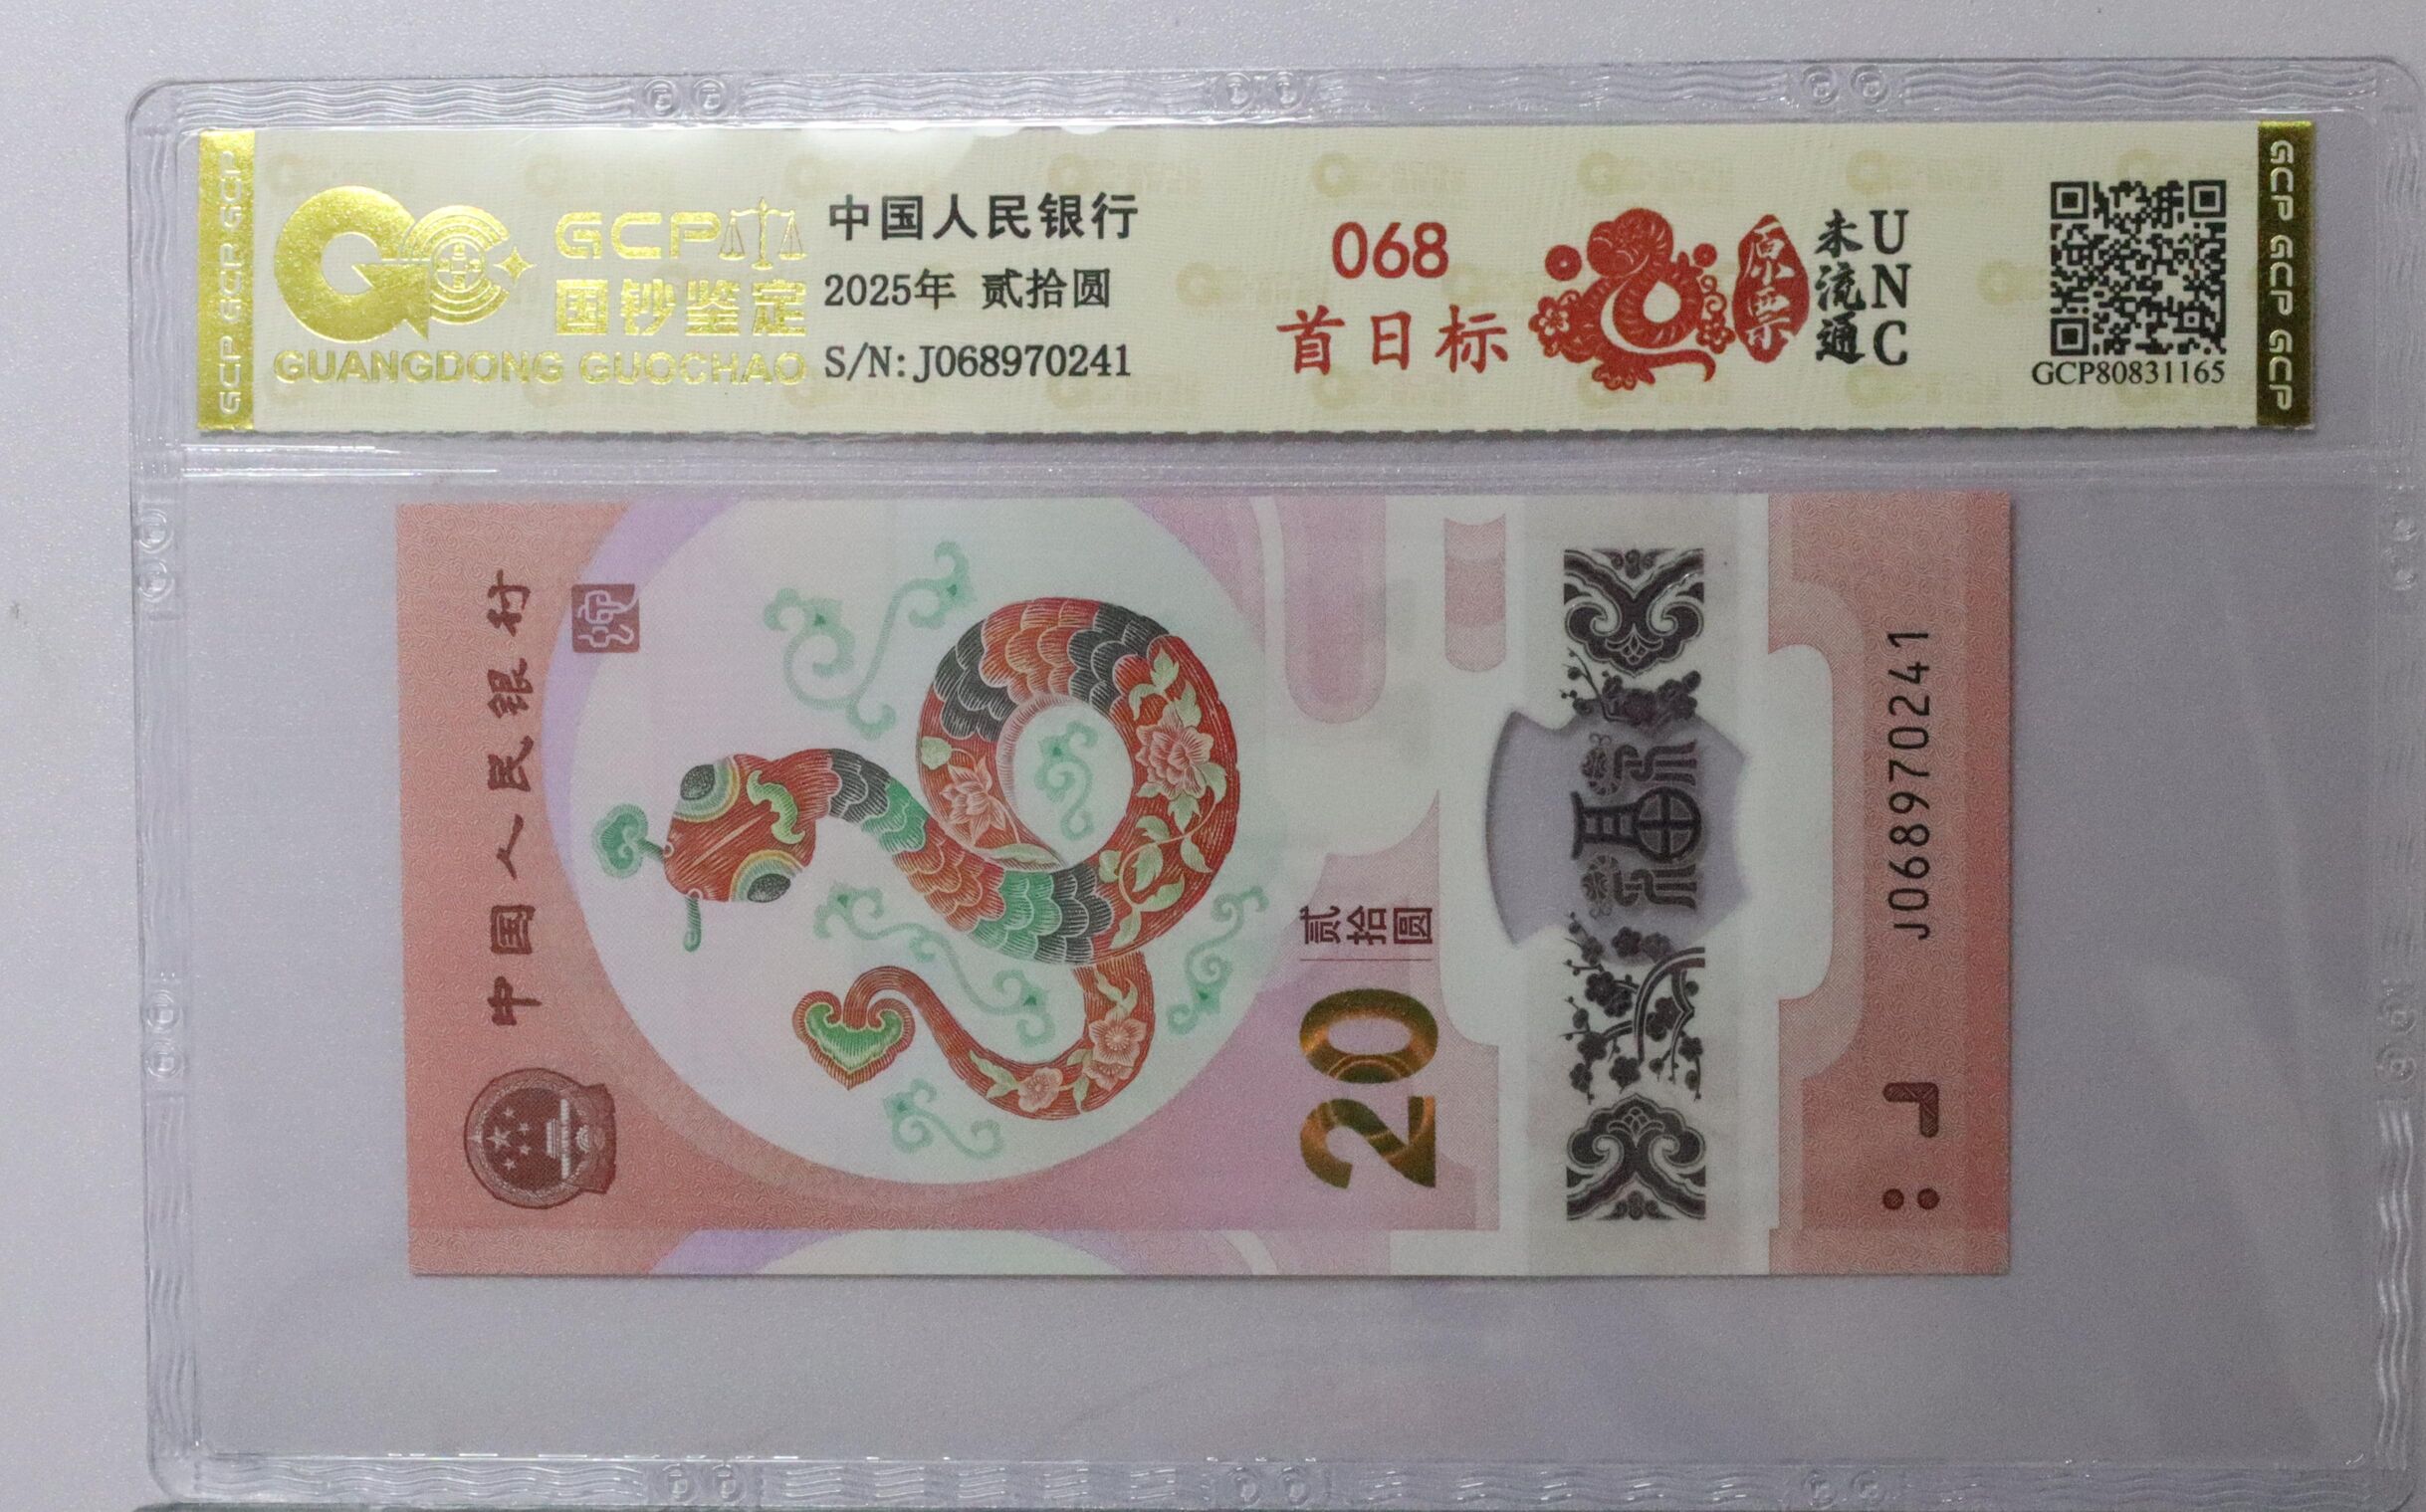 GCP GCP GCP
GCP
国钞鉴定
GUANGDONG GUOCHAO
中国人民银行
2025年 贰拾圆
S/N: J068970241
068
首日标
原票
未流通
UNC
GCP80831165
GCP GCP GCP
中国人民银行
贰拾圆
20
J068970241